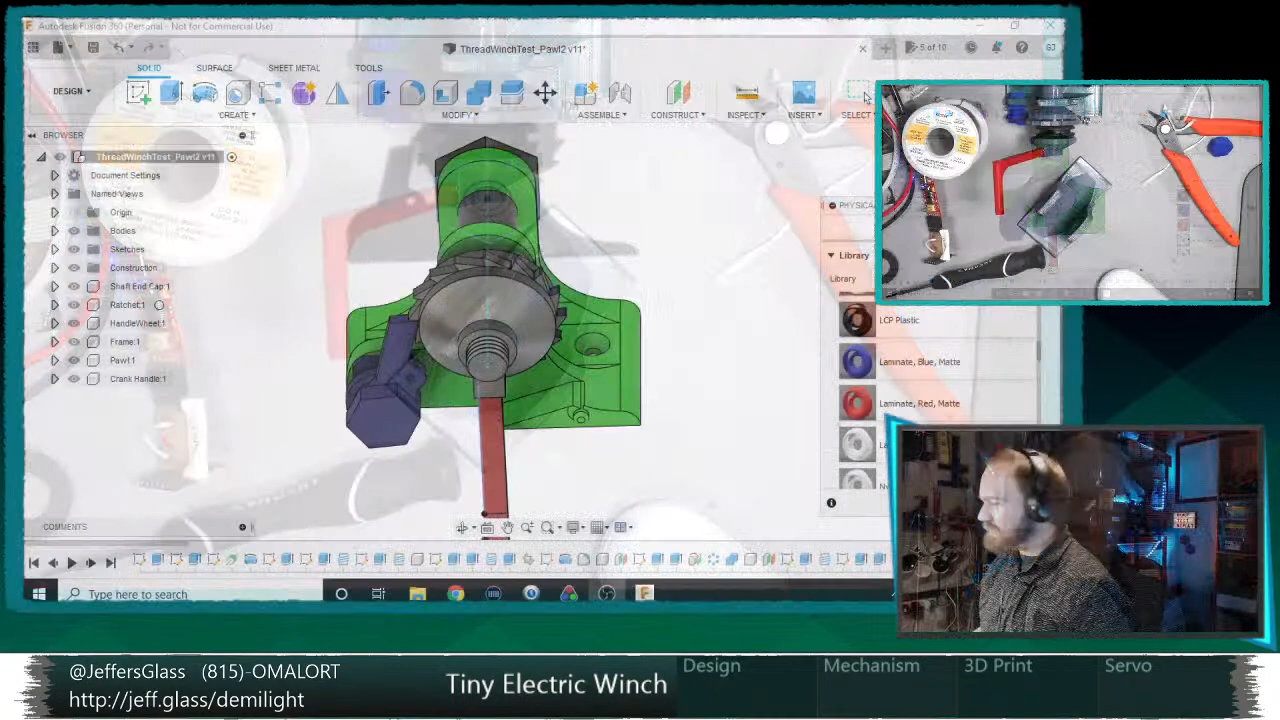 Autodesk Fusion 360 (Personal - Not for Commercial Use)
ThreadWinchTest_Pawl2 v11*
5 of 10
GJ
SOLID
SURFACE
SHEET METAL
TOOLS
DESIGN
CREATE
MODIFY
ASSEMBLE
CONSTRUCT
INSPECT
INSERT
SELECT
BROWSER
ThreadWinchTest_Pawl2 v11
Document Settings
Named Views
Origin
Bodies
Sketches
Construction
Shaft End Cap:1
Ratchet:1
HandleWheel:1
Frame:1
Pawl:1
Crank Handle:1
PHYSICA
Library
Library
LCP Plastic
Laminate, Blue, Matte
Laminate, Red, Matte
COMMENTS
Type here to search
@JeffersGlass (815)-OMALORT
http://jeff.glass/demilight
Tiny Electric Winch
Design
Mechanism
3D Print
Servo